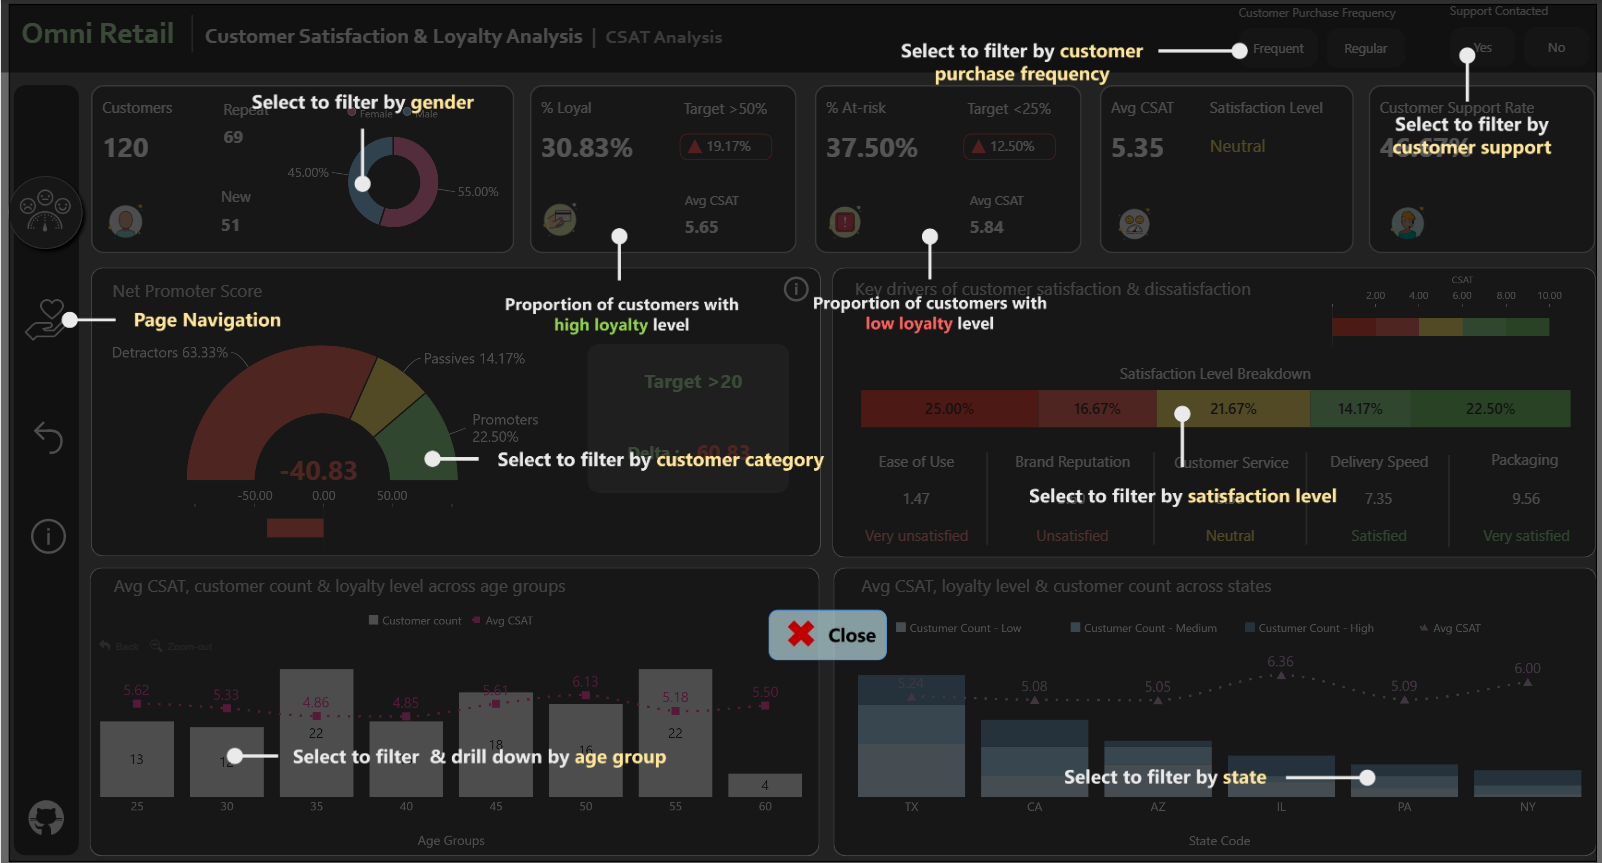 Omni Retail
Customer Satisfaction & Loyalty Analysis | CSAT Analysis
Customer Purchase Frequency
Frequent
Regular
Support Contacted
Yes
No
Select to filter by customer
purchase frequency
Customers
120
Repeat
69
New
51
Select to filter by gender
Female
Male
45.00%
55.00%
% Loyal
Target >50%
30.83%
19.17%
Avg CSAT
5.65
Proportion of customers with
high loyalty level
% At-risk
Target <25%
37.50%
12.50%
Avg CSAT
5.84
Proportion of customers with
low loyalty level
Avg CSAT
Satisfaction Level
5.35
Neutral
Customer Support Rate
Select to filter by
customer support
Page Navigation
Net Promoter Score
Detractors 63.33%
Passives 14.17%
Promoters
22.50%
-40.83
-50.00
0.00
50.00
Target >20
Delta :
60.83
Select to filter by customer category
Key drivers of customer satisfaction & dissatisfaction
CSAT
2.00
4.00
6.00
8.00
10.00
Satisfaction Level Breakdown
25.00%
16.67%
21.67%
14.17%
22.50%
Ease of Use
Brand Reputation
Customer Service
Delivery Speed
Packaging
1.47
7.35
9.56
Select to filter by satisfaction level
Very unsatisfied
Unsatisfied
Neutral
Satisfied
Very satisfied
Avg CSAT, customer count & loyalty level across age groups
Customer count
Avg CSAT
Back
Zoom-out
5.62
5.33
4.86
4.85
5.61
6.13
5.18
5.50
13
12
22
18
16
22
4
Select to filter & drill down by age group
25
30
35
40
45
50
55
60
Age Groups
Close
Avg CSAT, loyalty level & customer count across states
Custumer Count - Low
Custumer Count - Medium
Custumer Count - High
Avg CSAT
5.24
5.08
5.05
6.36
5.09
6.00
Select to filter by state
TX
CA
AZ
IL
PA
NY
State Code